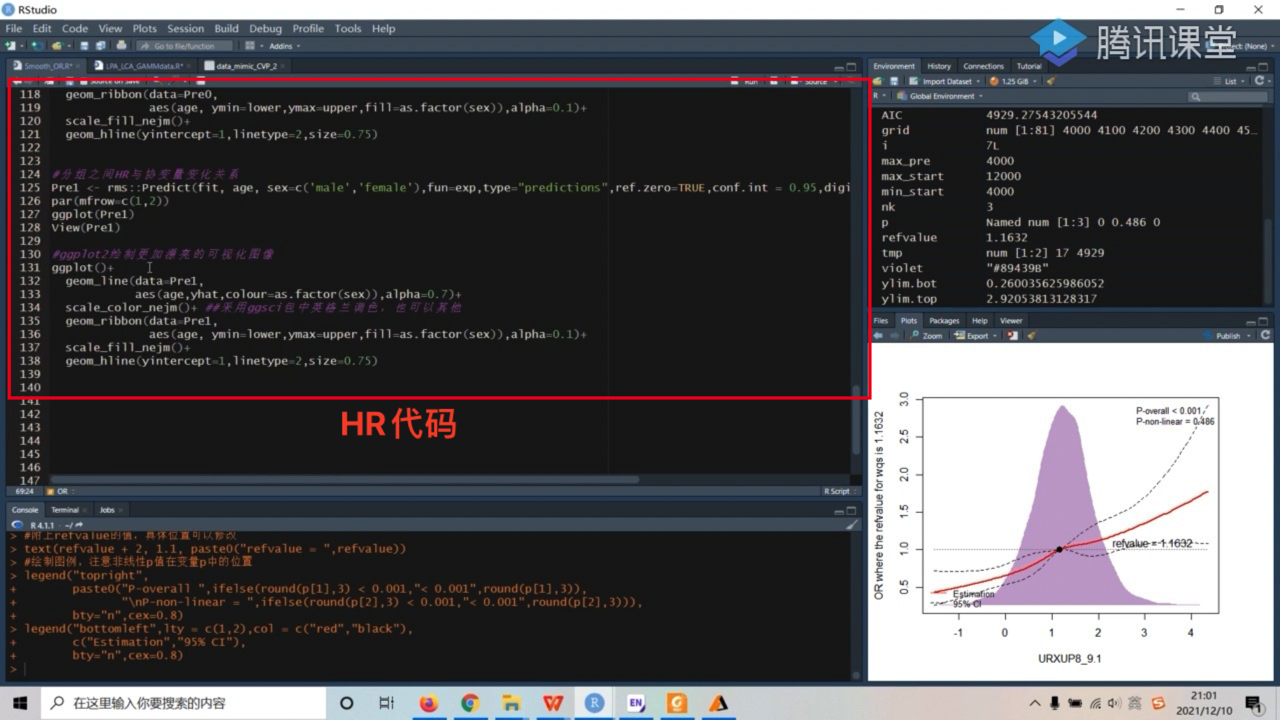 RStudio
File Edit Code View Plots Session Build Debug Profile Tools Help
Go to file/function Addins
腾讯课堂
Smooth_OR.R* LPA_LCA_GAMMdata.R* data_mimic_CVP_2
Environment History Connections Tutorial
Import Dataset 1.25 GiB List
R Global Environment
118 geom_ribbon(data=Pre0,
119 aes(age, ymin=lower,ymax=upper,fill=as.factor(sex)),alpha=0.1)+
120 scale_fill_nejm()+
121 geom_hline(yintercept=1,linetype=2,size=0.75)
122
123
124 #分组之间HR与协变量变化关系
125 Pre1 <- rms::Predict(fit, age, sex=c('male','female'),fun=exp,type="predictions",ref.zero=TRUE,conf.int = 0.95,digi
126 par(mfrow=c(1,2))
127 ggplot(Pre1)
128 View(Pre1)
129
130 #ggplot2绘制更加漂亮的可视化图像
131 ggplot()+
132 geom_line(data=Pre1,
133 aes(age,yhat,colour=as.factor(sex)),alpha=0.7)+
134 scale_color_nejm()+ ##采用ggsci包中英格兰调色，也可以其他
135 geom_ribbon(data=Pre1,
136 aes(age, ymin=lower,ymax=upper,fill=as.factor(sex)),alpha=0.1)+
137 scale_fill_nejm()+
138 geom_hline(yintercept=1,linetype=2,size=0.75)
139
140
141
142
143
144
145
146
147
HR代码
69:24 OR R Script
AIC 4929.27543205544
grid num [1:81] 4000 4100 4200 4300 4400 45…
i 7L
max_pre 4000
max_start 12000
min_start 4000
nk 3
p Named num [1:3] 0 0.486 0
refvalue 1.1632
tmp num [1:2] 17 4929
violet "#89439B"
ylim.bot 0.260035625986052
ylim.top 2.92053813128317
Files Plots Packages Help Viewer
Zoom Export Publish
OR where the refvalue for wqs is 1.1632
3.0
2.5
2.0
1.5
1.0
0.5
P-overall < 0.001
P-non-linear = 0.486
refvalue = 1.1632
Estimation
95% CI
-1 0 1 2 3 4
URXUP8_9.1
Console Terminal Jobs
R 4.1.1 · ~/
> #附上refvalue的值，具体位置可以修改
> text(refvalue + 2, 1.1, paste0("refvalue = ",refvalue))
> #绘制图例，注意非线性p值在变量p中的位置
> legend("topright",
+ paste0("P-overall ",ifelse(round(p[1],3) < 0.001,"< 0.001",round(p[1],3)),
+ "\nP-non-linear = ",ifelse(round(p[2],3) < 0.001,"< 0.001",round(p[2],3))),
+ bty="n",cex=0.8)
> legend("bottomleft",lty = c(1,2),col = c("red","black"),
+ c("Estimation","95% CI"),
+ bty="n",cex=0.8)
>
在这里输入你要搜索的内容
EN
英
21:01
2021/12/10